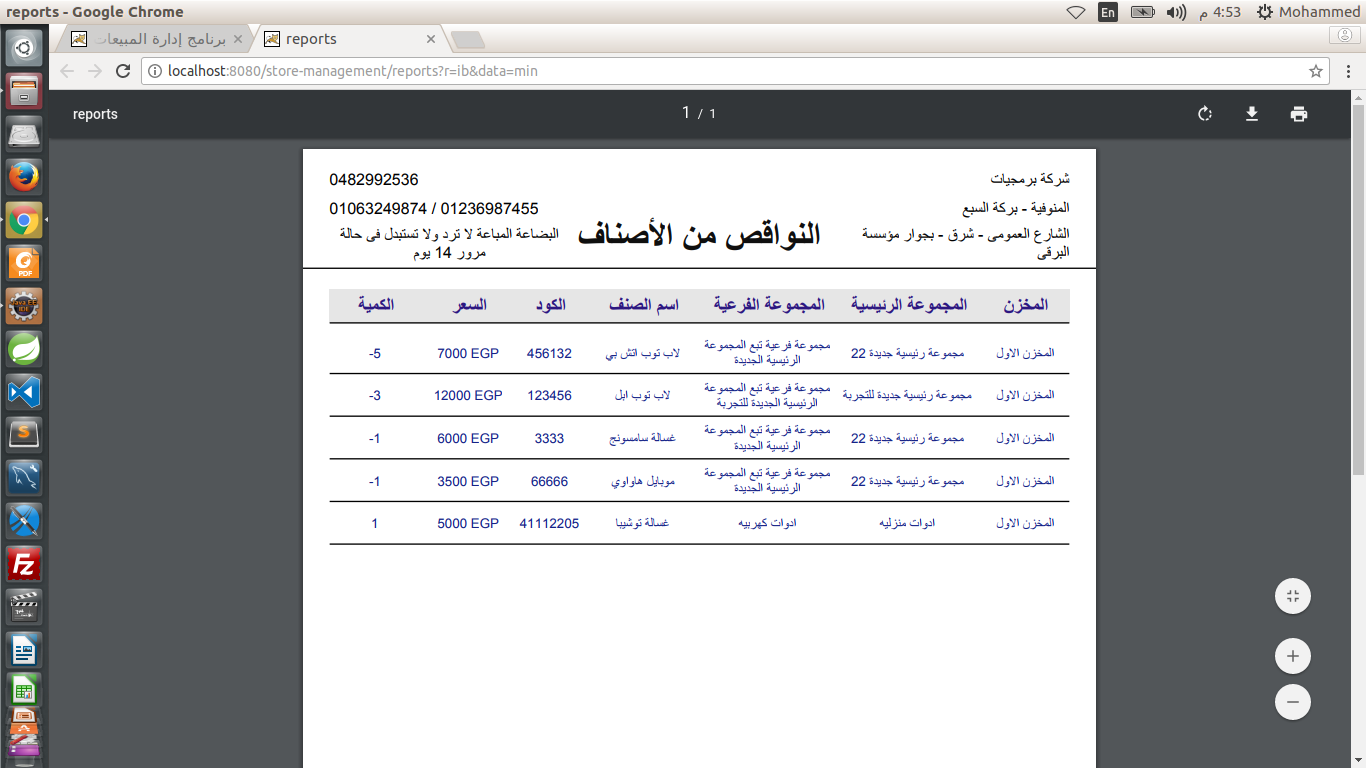 reports - Google Chrome
En
4:53 م
Mohammed
برنامج إدارة المبيعات
reports
localhost:8080/store-management/reports?r=ib&data=min
reports
1 / 1
شركة برمجيات
0482992536
المنوفية - بركة السبع
01063249874 / 01236987455
النواقص من الأصناف
الشارع العمومى - شرق - بجوار مؤسسة
البرقى
البضاعة المباعة لا ترد ولا تستبدل فى حالة
مرور 14 يوم
المخزن المجموعة الرئيسية المجموعة الفرعية اسم الصنف الكود السعر الكمية
المخزن الاول مجموعة رئيسية جديدة 22 مجموعة فرعية تبع المجموعة الرئيسية الجديدة لاب توب اتش بي 456132 7000 EGP -5
المخزن الاول مجموعة رئيسية جديدة للتجربة مجموعة فرعية تبع المجموعة الرئيسية الجديدة للتجربة لاب توب ابل 123456 12000 EGP -3
المخزن الاول مجموعة رئيسية جديدة 22 مجموعة فرعية تبع المجموعة الرئيسية الجديدة غسالة سامسونج 3333 6000 EGP -1
المخزن الاول مجموعة رئيسية جديدة 22 مجموعة فرعية تبع المجموعة الرئيسية الجديدة موبايل هاواوي 66666 3500 EGP -1
المخزن الاول ادوات منزليه ادوات كهربيه غسالة توشيبا 41112205 5000 EGP 1
PDF
Java EE
IDE
S
Fz